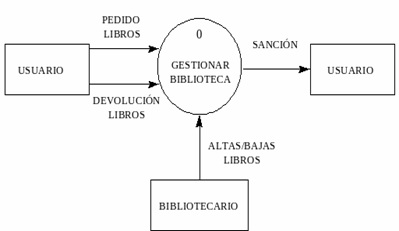 PEDIDO
LIBROS
0
SANCIÓN
USUARIO
GESTIONAR
BIBLIOTECA
USUARIO
DEVOLUCIÓN
LIBROS
ALTAS/BAJAS
LIBROS
BIBLIOTECARIO